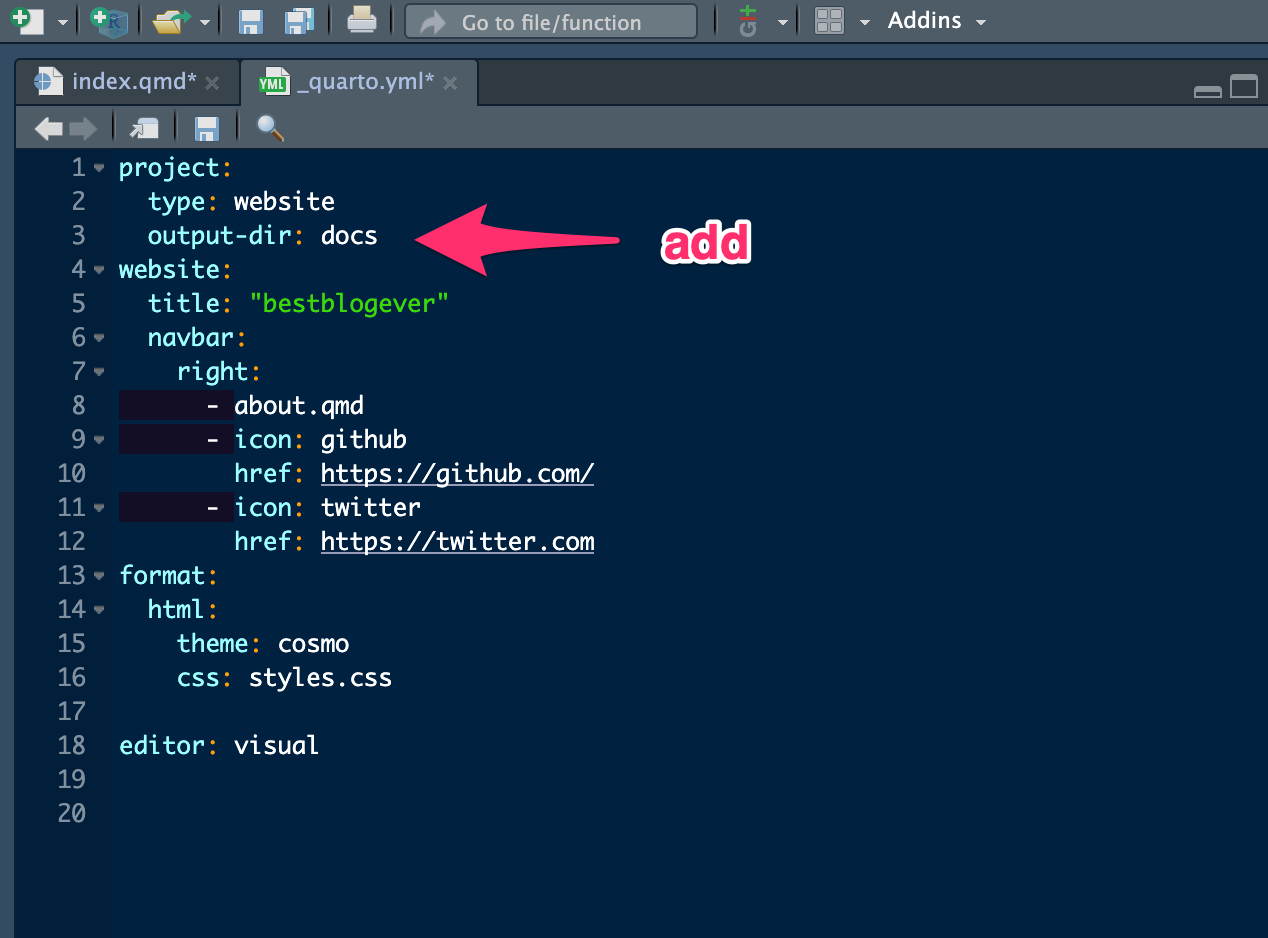 Go to file/function
Addins
index.qmd*
YML _quarto.yml*
1 project:
2   type: website
3   output-dir: docs
add
4 website:
5   title: "bestblogever"
6   navbar:
7     right:
8       - about.qmd
9       - icon: github
10         href: https://github.com/
11       - icon: twitter
12         href: https://twitter.com
13 format:
14   html:
15     theme: cosmo
16     css: styles.css
17
18 editor: visual
19
20